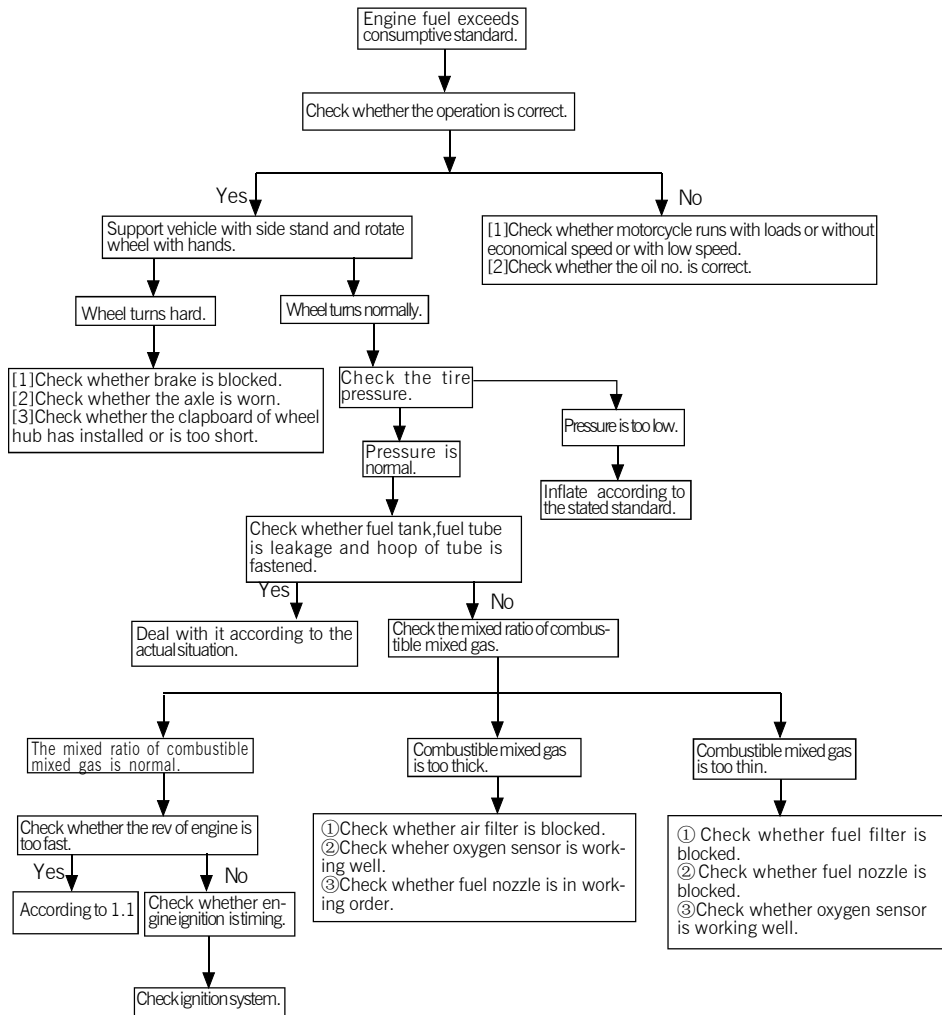 Engine fuel exceeds
consumptive standard.
Check whether the operation is correct.
Yes
No
Support vehicle with side stand and rotate
wheel with hands.
[1]Check whether motorcycle runs with loads or without
economical speed or with low speed.
[2]Check whether the oil no. is correct.
Wheel turns hard.
Wheel turns normally.
[1]Check whether brake is blocked.
[2]Check whether the axle is worn.
[3]Check whether the clapboard of wheel
hub has installed or is too short.
Check the tire
pressure.
Pressure is too low.
Pressure is
normal.
Inflate according to
the stated standard.
Check whether fuel tank,fuel tube
is leakage and hoop of tube is
fastened.
Yes
No
Deal with it according to the
actual situation.
Check the mixed ratio of combus-
tible mixed gas.
The mixed ratio of combustible
mixed gas is normal.
Combustible mixed gas
is too thick.
Combustible mixed gas
is too thin.
Check whether the rev of engine is
too fast.
①Check whether air filter is blocked.
②Check wheher oxygen sensor is work-
ing well.
③Check whether fuel nozzle is in work-
ing order.
① Check whether fuel filter is
blocked.
② Check whether fuel nozzle is
blocked.
③Check whether oxygen sensor
is working well.
Yes
No
According to 1.1
Check whether en-
gine ignition is timing.
Check ignition system.